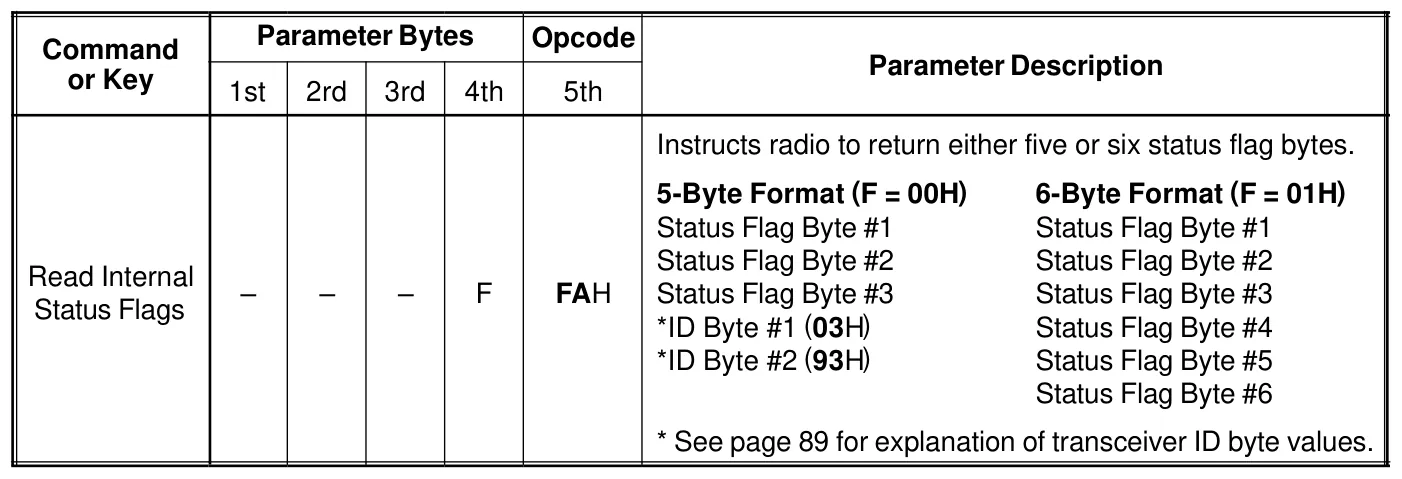 Command or Key
Parameter Bytes
Opcode
Parameter Description
1st
2rd
3rd
4th
5th
Read Internal
Status Flags
–
–
–
F
FAH
Instructs radio to return either five or six status flag bytes.
5-Byte Format (F = 00H)
Status Flag Byte #1
Status Flag Byte #2
Status Flag Byte #3
*ID Byte #1 (03H)
*ID Byte #2 (93H)
6-Byte Format (F = 01H)
Status Flag Byte #1
Status Flag Byte #2
Status Flag Byte #3
Status Flag Byte #4
Status Flag Byte #5
Status Flag Byte #6
* See page 89 for explanation of transceiver ID byte values.